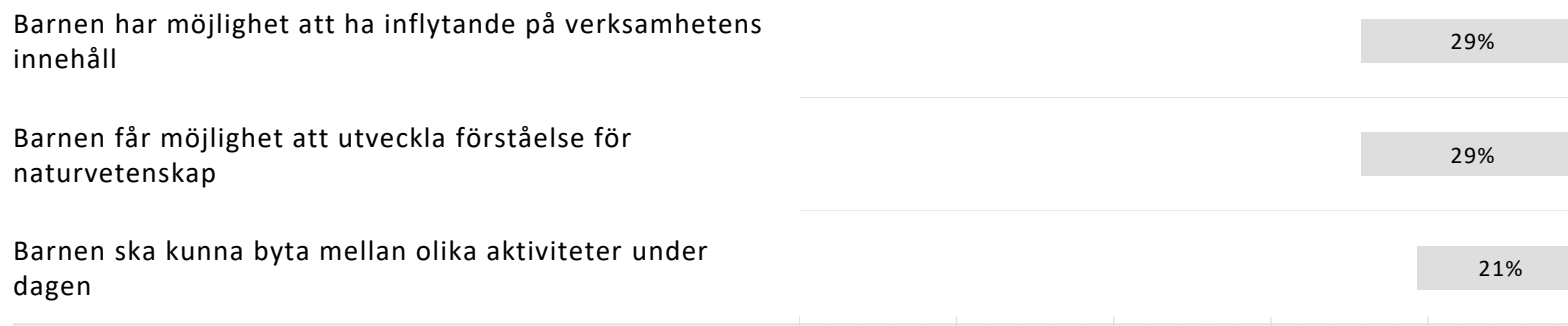 Barnen har möjlighet att ha inflytande på verksamhetens
innehåll
29%
Barnen får möjlighet att utveckla förståelse för
naturvetenskap
29%
Barnen ska kunna byta mellan olika aktiviteter under
dagen
21%